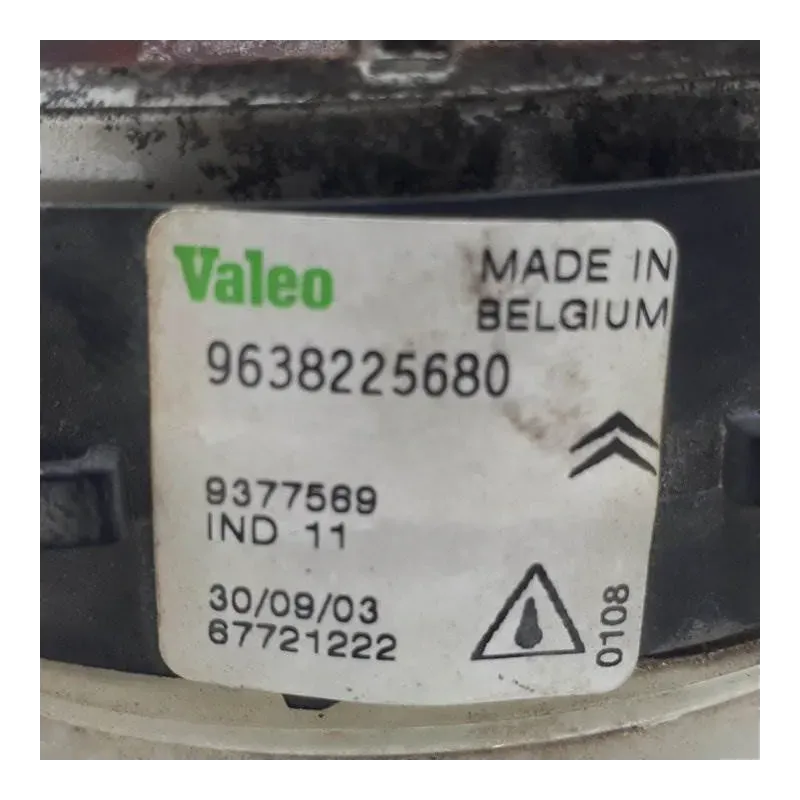 Valeo
MADE IN
BELGIUM
9638225680
9377569
IND 11
30/09/03
67721222
0108